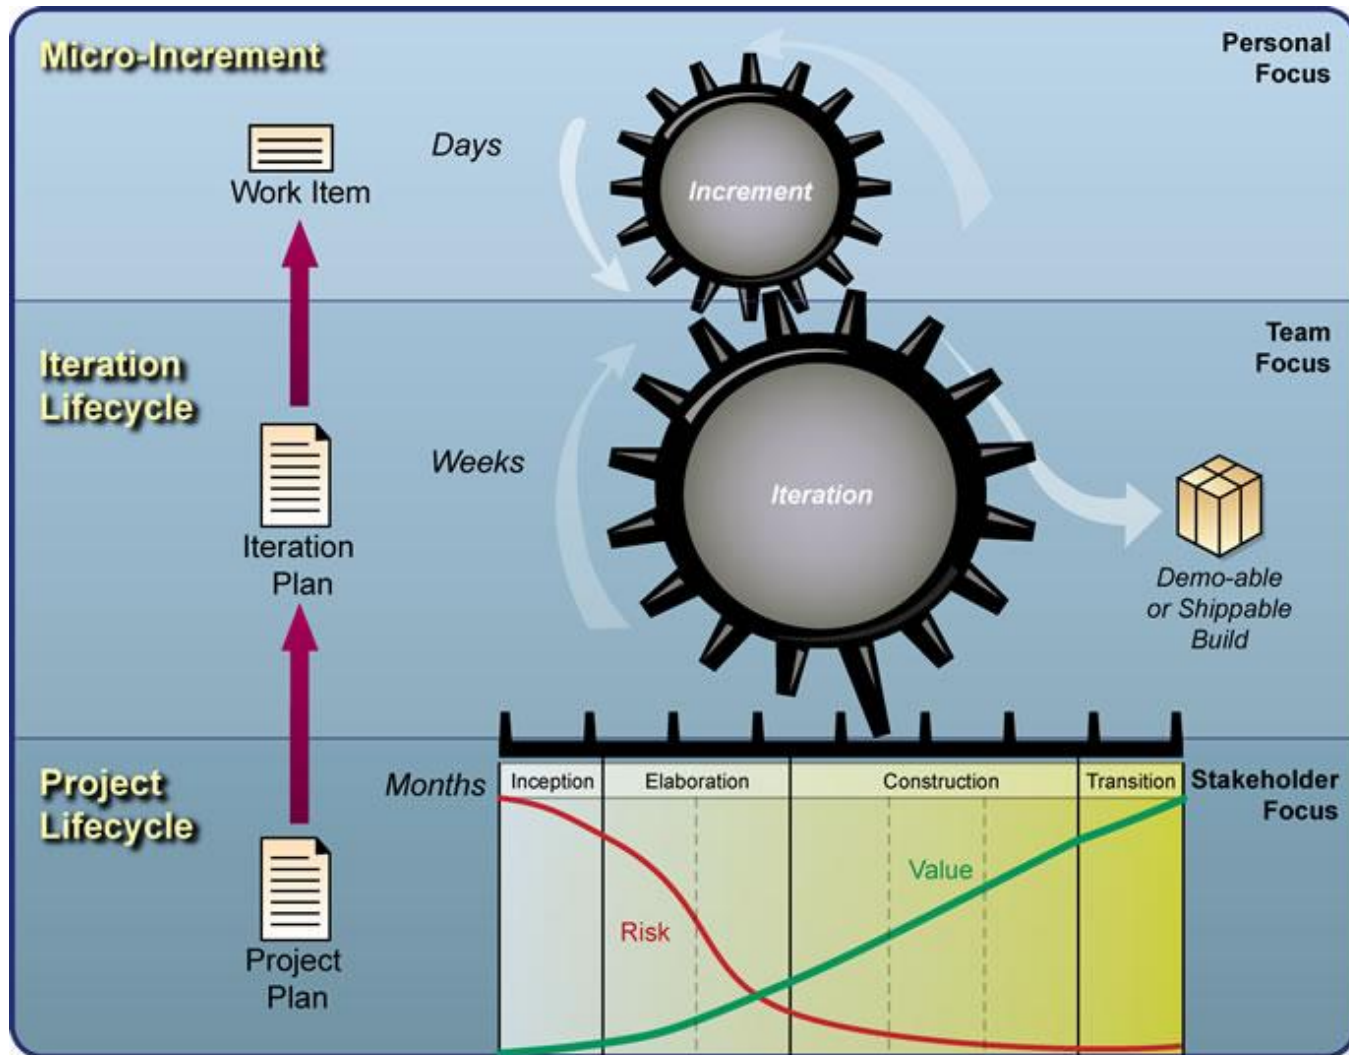 Micro-Increment
Personal
Focus
Days
Work Item
Increment
Iteration
Lifecycle
Team
Focus
Weeks
Iteration
Plan
Iteration
Demo-able
or Shippable
Build
Project
Lifecycle
Months
Inception
Elaboration
Construction
Transition
Stakeholder
Focus
Value
Risk
Project
Plan